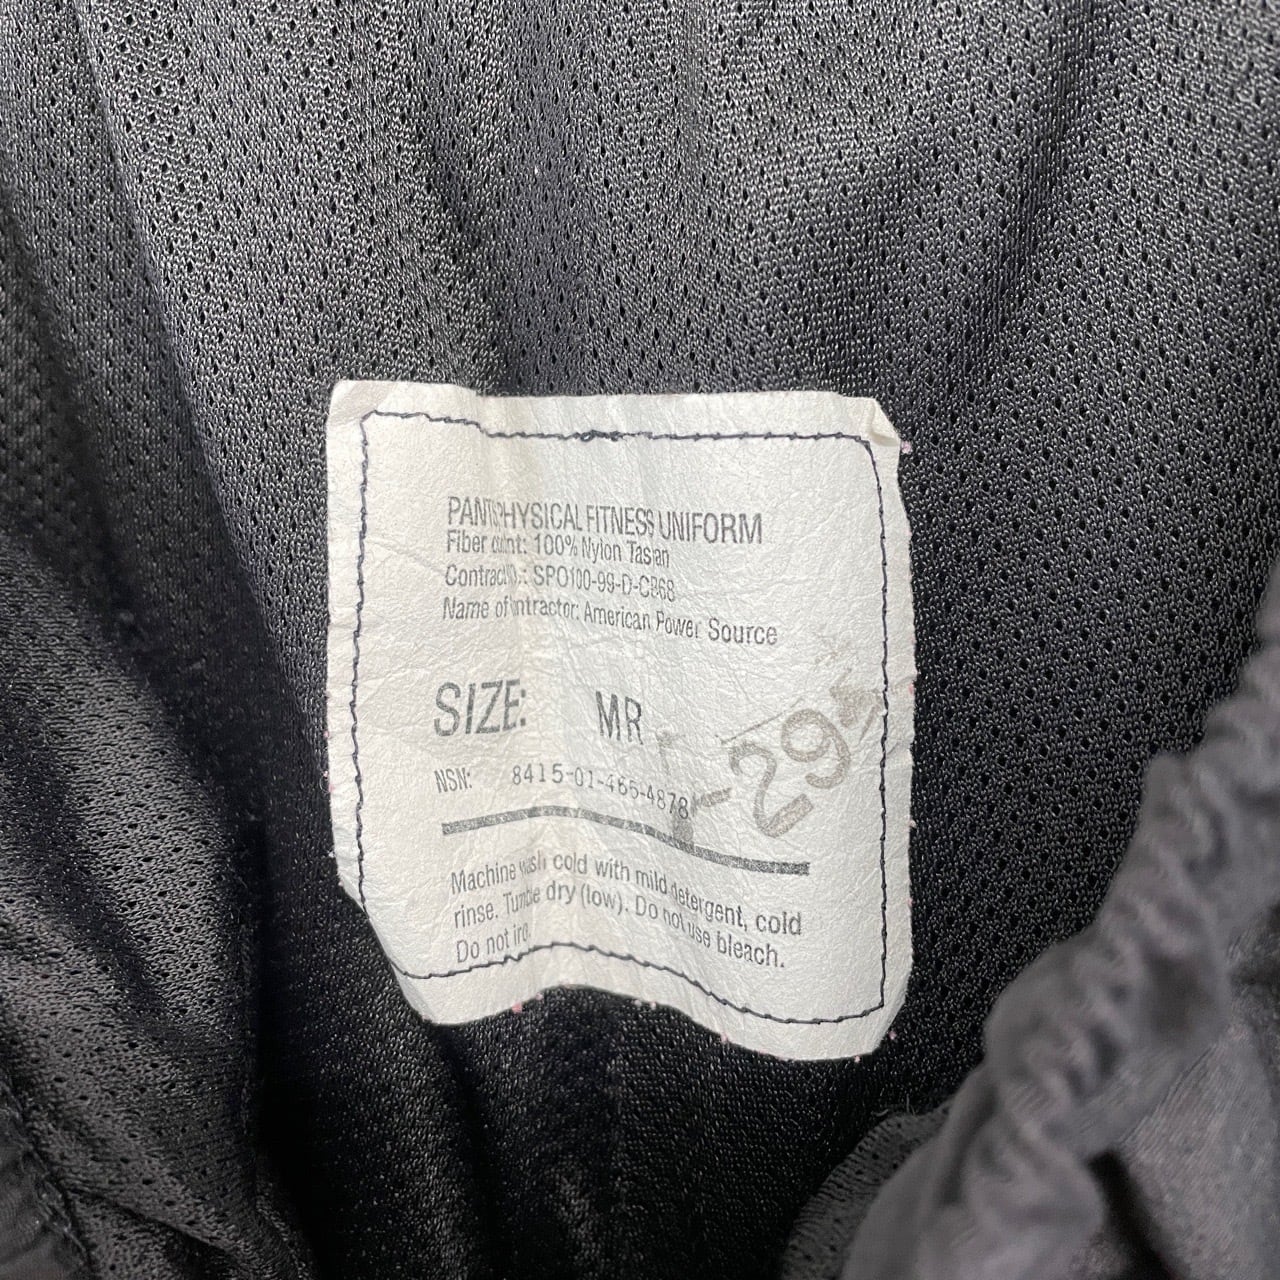 PANTS, PHYSICAL FITNESS UNIFORM
Fiber content: 100% Nylon Taslan
Contract No.: SPO100-99-D-CB68
Name of Contractor: American Power Source
SIZE: MR
-29
NSN: 8415-01-465-4878
Machine wash cold with mild detergent, cold
rinse. Tumble dry (low). Do not use bleach.
Do not iron.